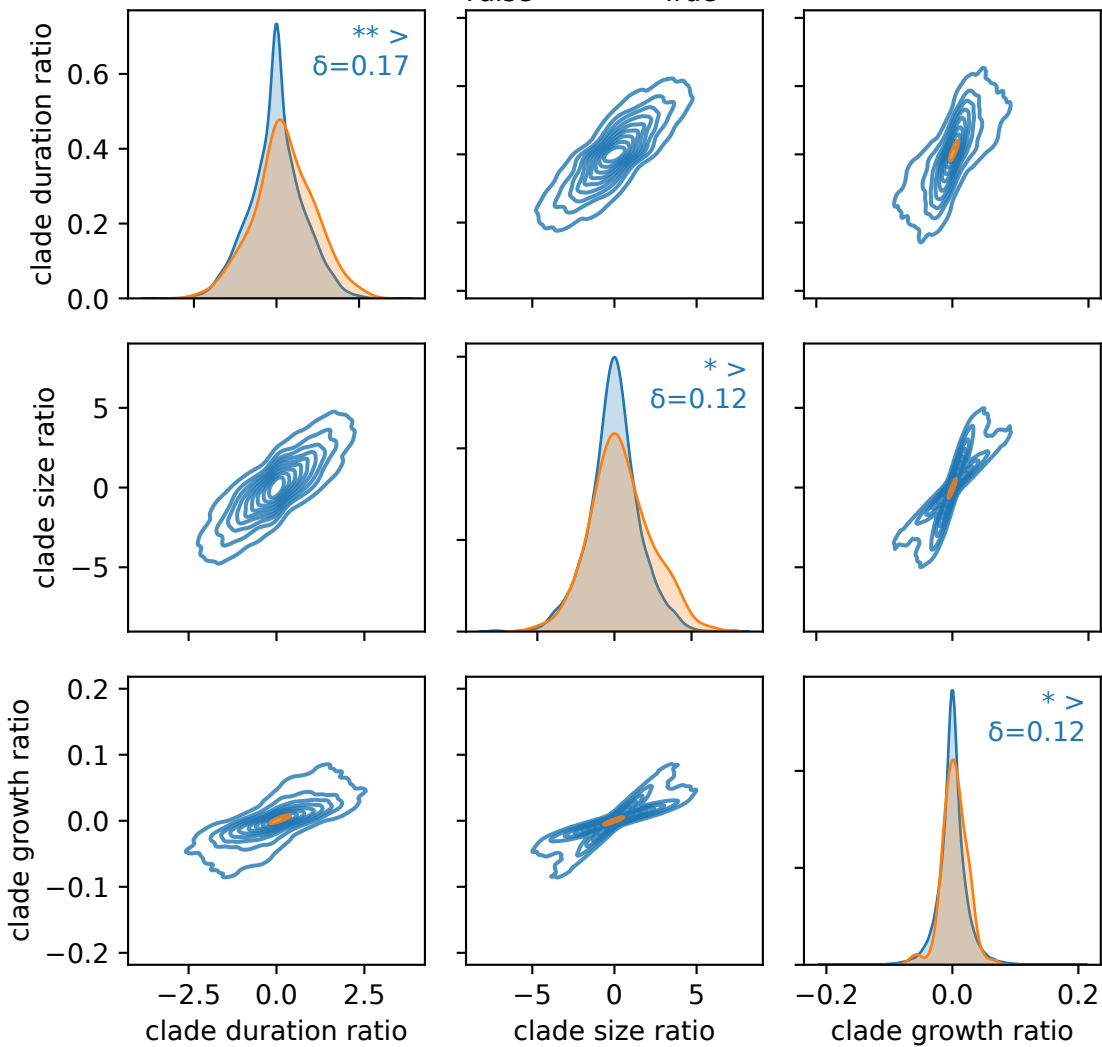 clade duration ratio
0.6
0.4
0.2
0.0
** >
δ=0.17
clade size ratio
5
0
−5
* >
δ=0.12
clade growth ratio
0.2
0.1
0.0
−0.1
−0.2
* >
δ=0.12
−2.5 0.0 2.5
−5 0 5
−0.2 0.0 0.2
clade duration ratio
clade size ratio
clade growth ratio